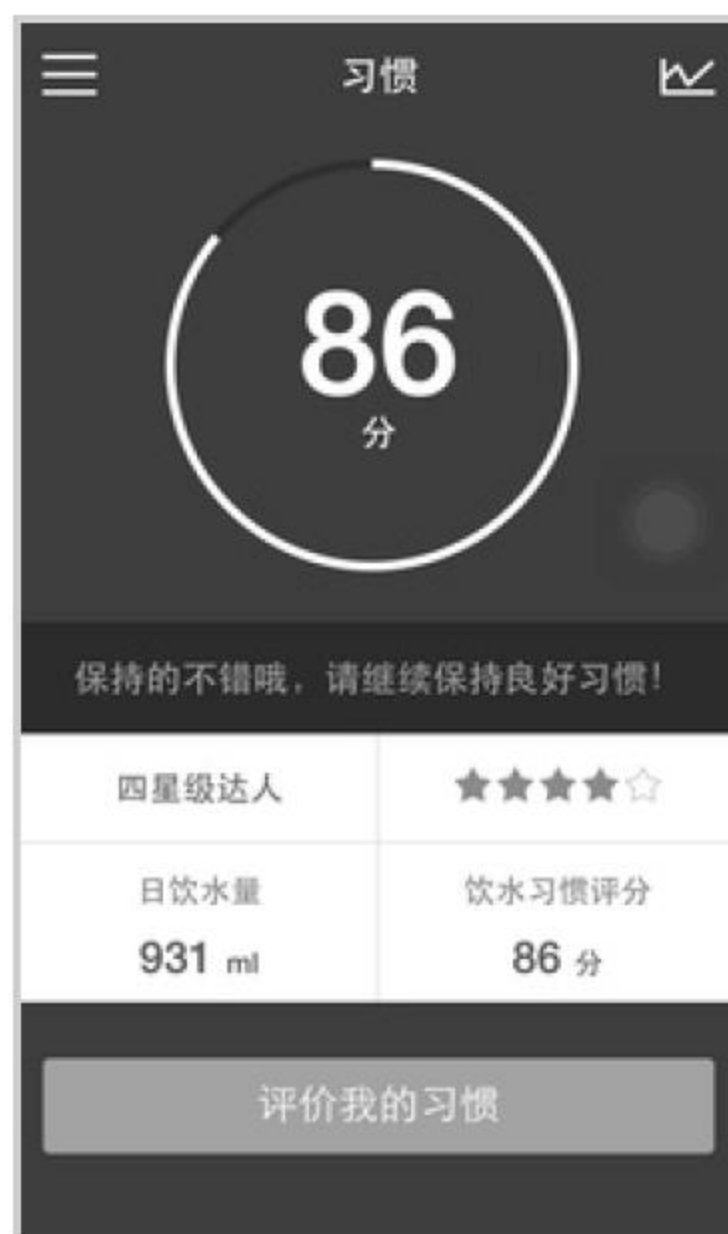 习惯
86
分
保持的不错哦，请继续保持良好习惯！
四星级达人
日饮水量 饮水习惯评分
931 ml 86 分
评价我的习惯